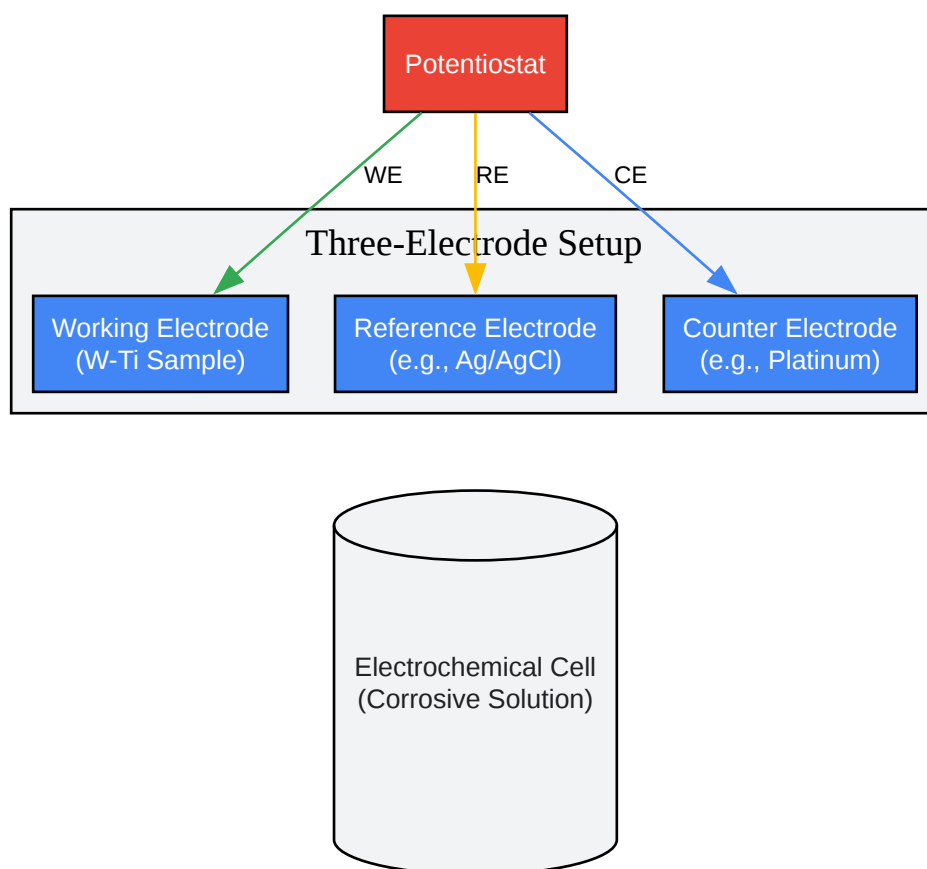 Potentiostat
WE
RE
CE
Three-Electrode Setup
Working Electrode
(W-Ti Sample)
Reference Electrode
(e.g., Ag/AgCl)
Counter Electrode
(e.g., Platinum)
Electrochemical Cell
(Corrosive Solution)